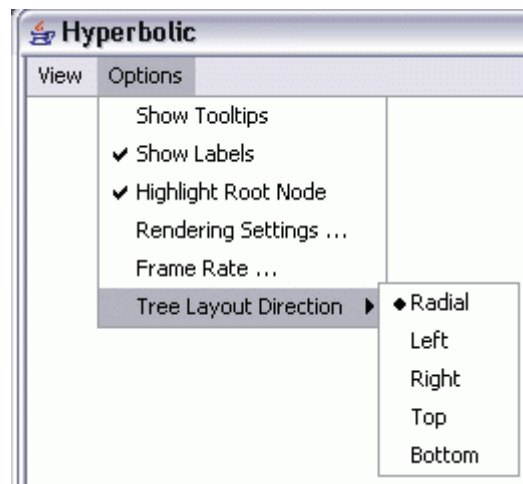 Hyperbolic
View Options
Show Tooltips
Show Labels
Highlight Root Node
Rendering Settings ...
Frame Rate ...
Tree Layout Direction
Radial
Left
Right
Top
Bottom